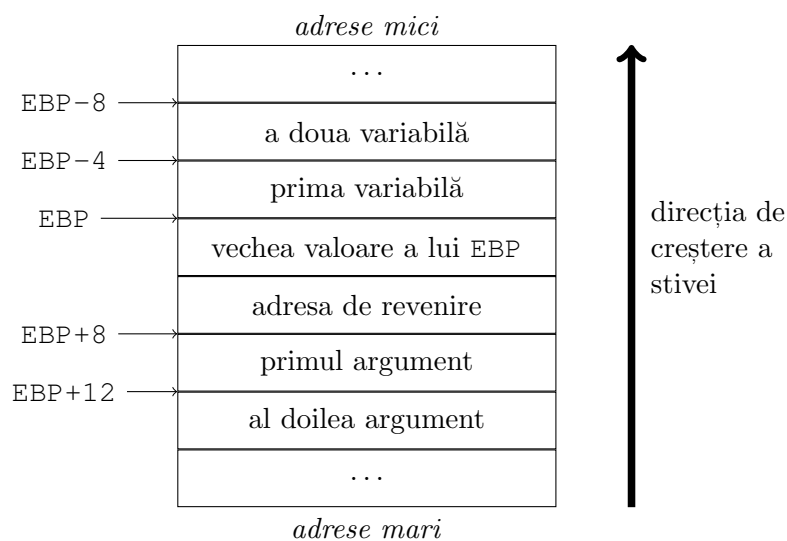 adrese mici
...
EBP-8
a doua variabilă
EBP-4
prima variabilă
EBP
vechea valoare a lui EBP
adresa de revenire
EBP+8
primul argument
EBP+12
al doilea argument
...
adrese mari
direcția de
creștere a
stivei